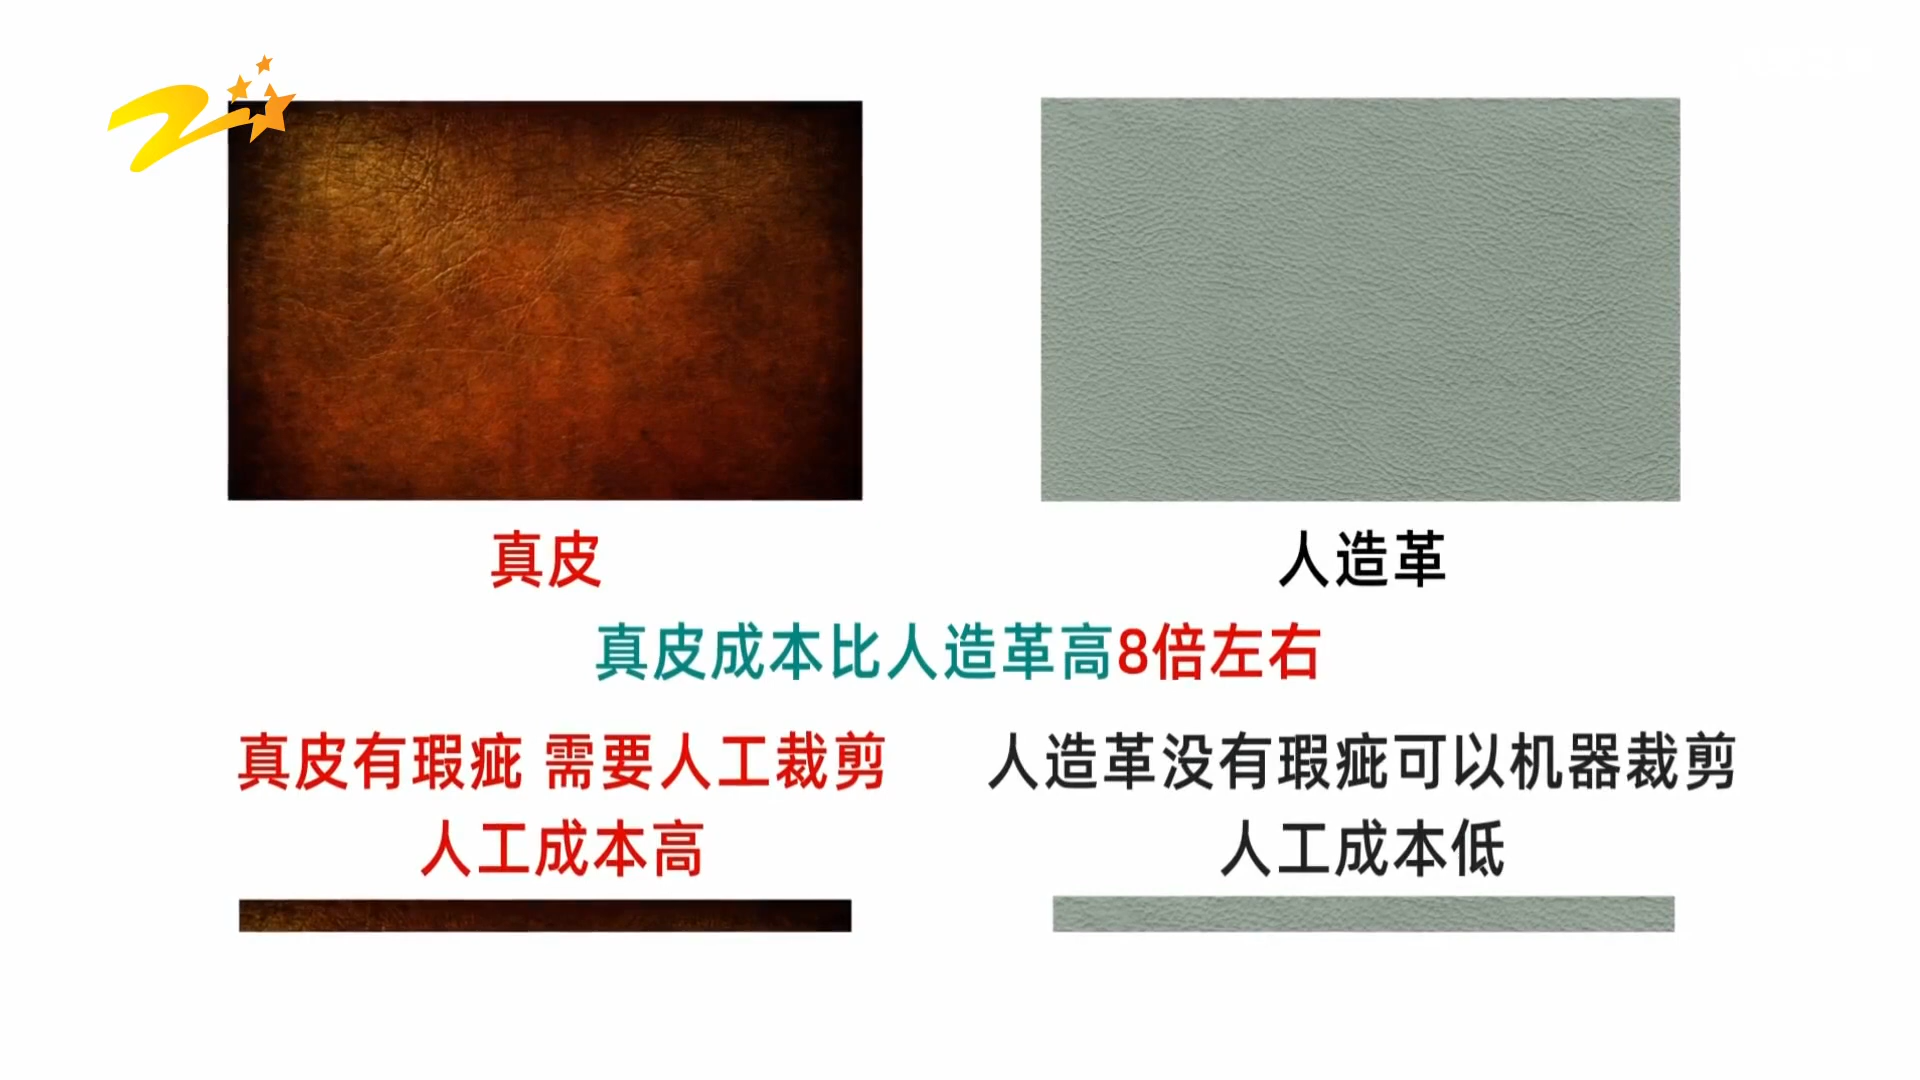 真皮
人造革
真皮成本比人造革高8倍左右
真皮有瑕疵 需要人工裁剪
人工成本高
人造革没有瑕疵可以机器裁剪
人工成本低